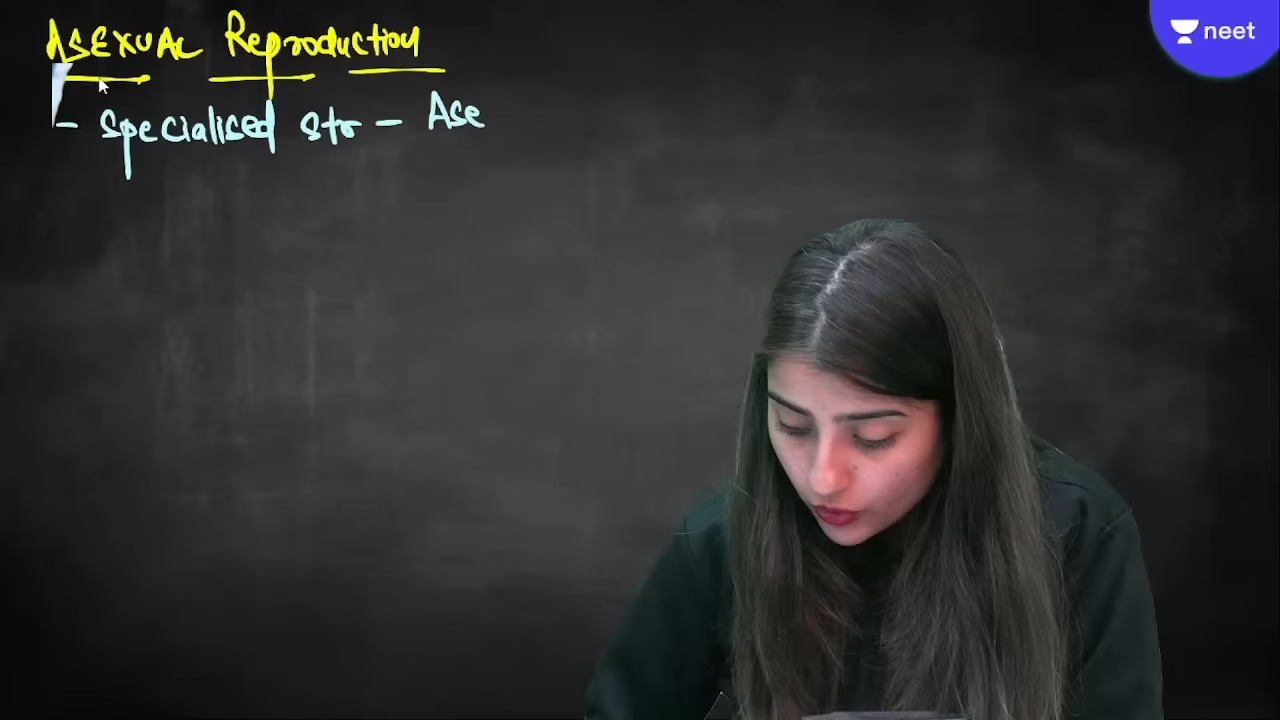 ASEXUAL Reproduction
neet
- Specialised str - Ase